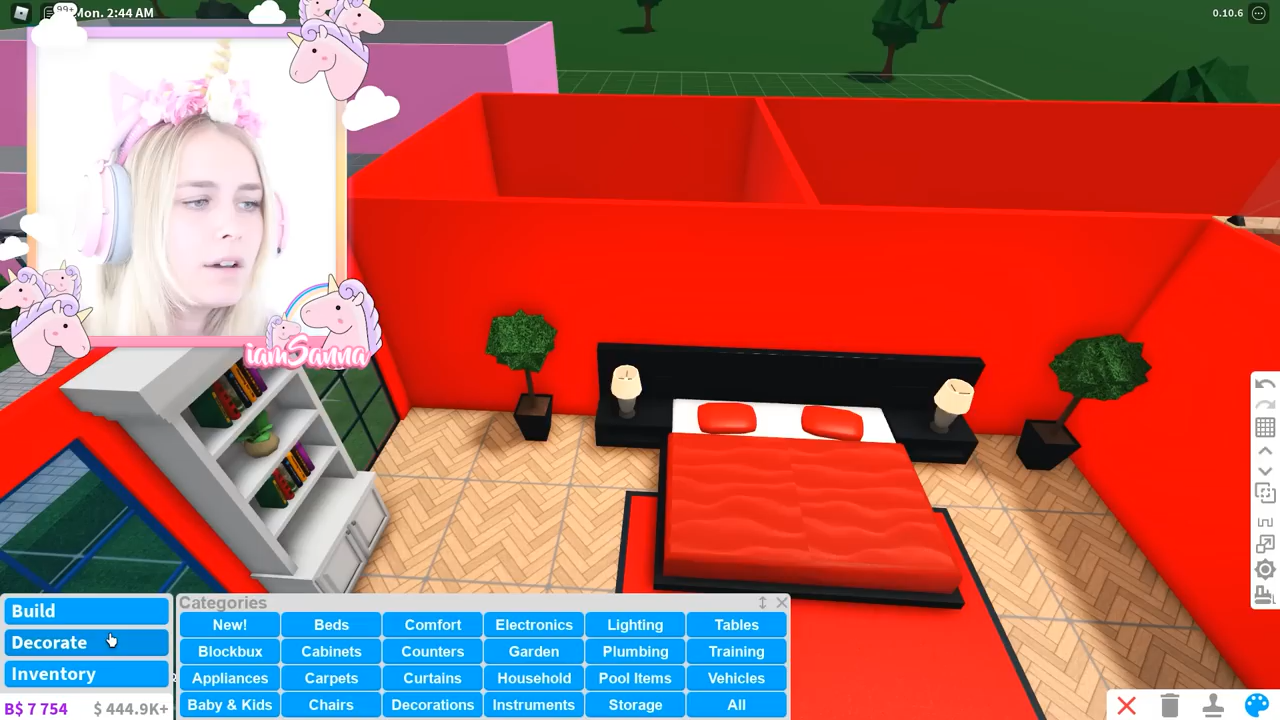 99+
Mon. 2:44 AM
0.10.6
iamSanna
Build
Decorate
Inventory
B$ 7 754 $ 444.9K+
Categories
New! Beds Comfort Electronics Lighting Tables
Blockbux Cabinets Counters Garden Plumbing Training
Appliances Carpets Curtains Household Pool Items Vehicles
Baby & Kids Chairs Decorations Instruments Storage All